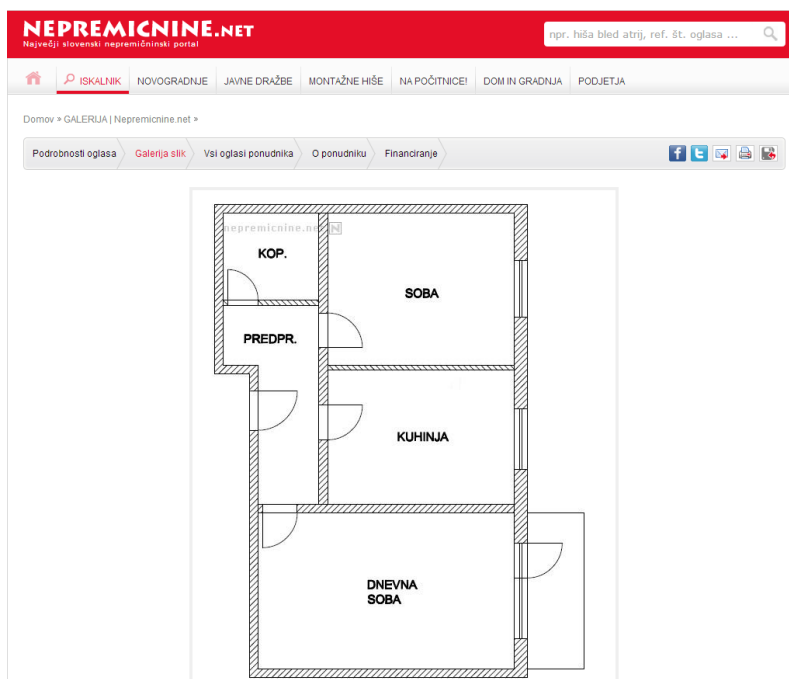 NEPREMICNINE.NET
Največji slovenski nepremičninski portal
npr. hiša bled atrij, ref. št. oglasa ...
ISKALNIK NOVOGRADNJE JAVNE DRAŽBE MONTAŽNE HIŠE NA POČITNICE! DOM IN GRADNJA PODJETJA
Domov » GALERIJA | Nepremicnine.net »
Podrobnosti oglasa Galerija slik Vsi oglasi ponudnika O ponudniku Financiranje
nepremicnine.net N
KOP.
SOBA
PREDPR.
KUHINJA
DNEVNA
SOBA